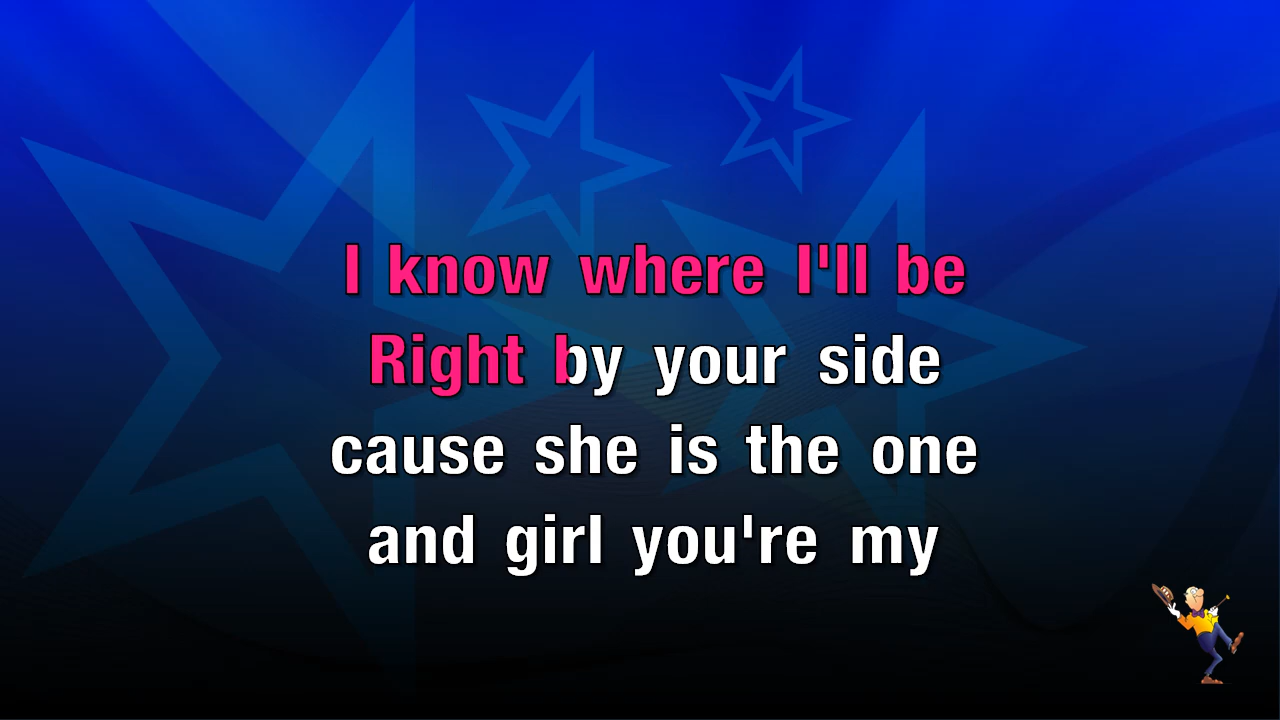 I know where I'll be
Right by your side
cause she is the one
and girl you're my